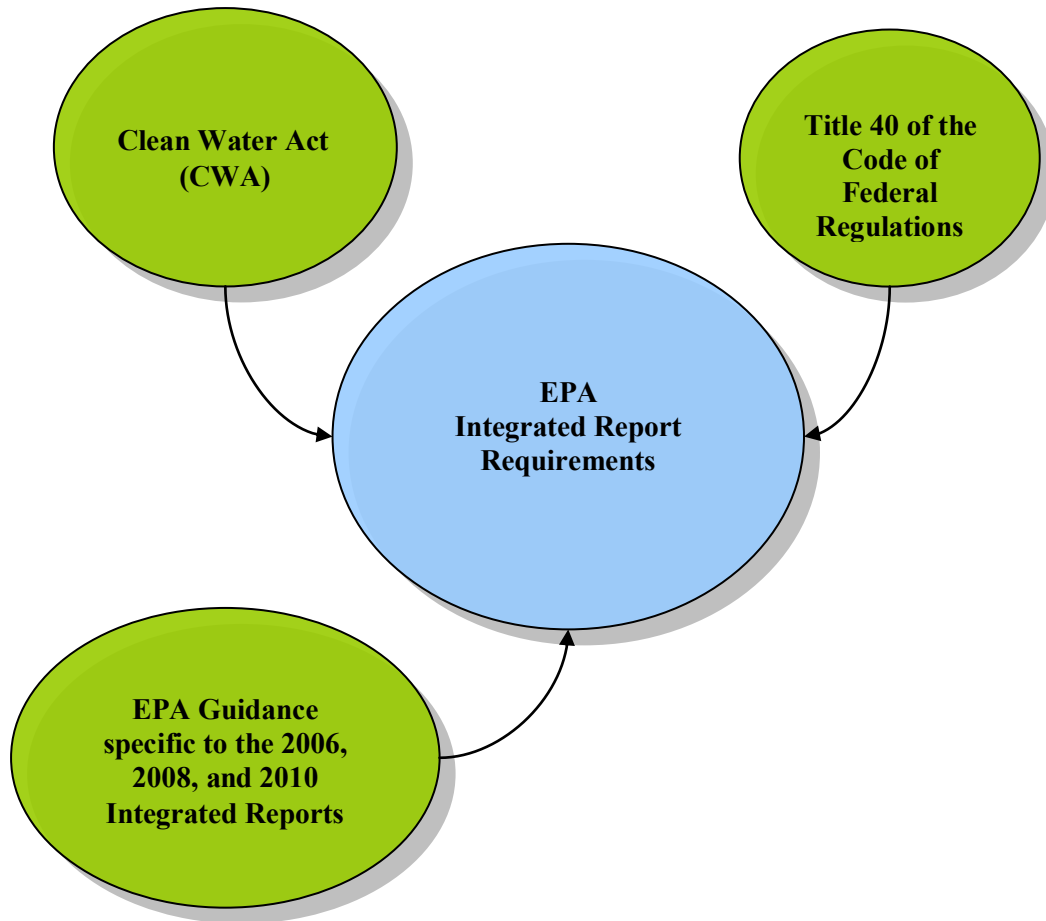 Clean Water Act
(CWA)
Title 40 of the
Code of
Federal
Regulations
EPA
Integrated Report
Requirements
EPA Guidance
specific to the 2006,
2008, and 2010
Integrated Reports